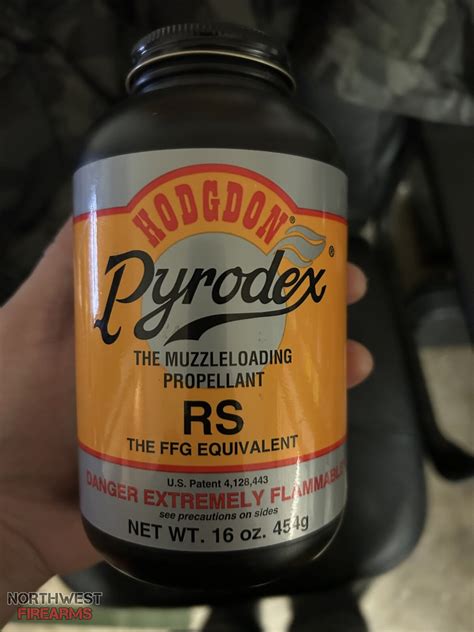 HODGDON®
Pyrodex®
THE MUZZLELOADING
PROPELLANT
RS
THE FFG EQUIVALENT
U.S. Patent 4,128,443
DANGER EXTREMELY FLAMMABLE
see precautions on sides
NET WT. 16 oz. 454g
NORTHWEST
FIREARMS